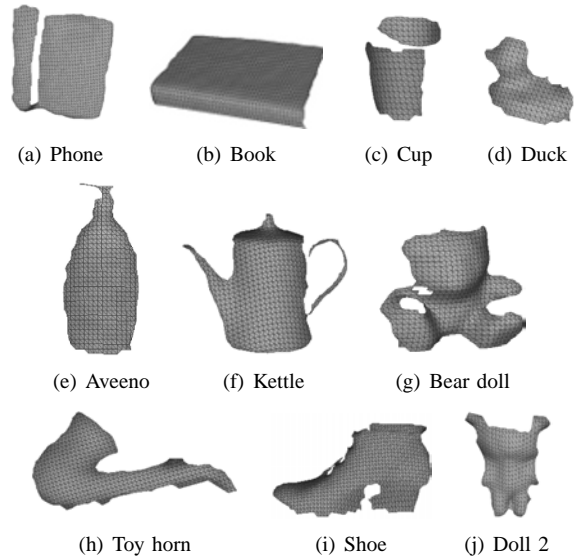 (a) Phone (b) Book (c) Cup (d) Duck
(e) Aveeno (f) Kettle (g) Bear doll
(h) Toy horn (i) Shoe (j) Doll 2